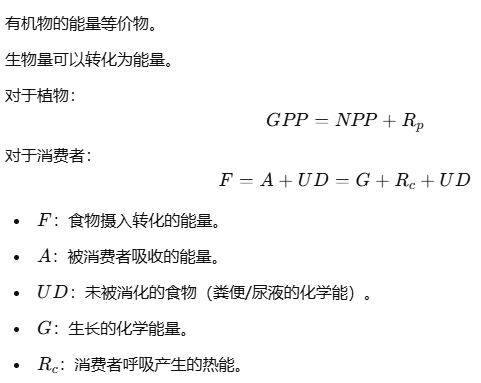 有机物的能量等价物。
生物量可以转化为能量。
对于植物：
GPP = NPP + Rₚ
对于消费者：
F = A + UD = G + R_c + UD
• F：食物摄入转化的能量。
• A：被消费者吸收的能量。
• UD：未被消化的食物（粪便/尿液的化学能）。
• G：生长的化学能量。
• R_c：消费者呼吸产生的热能。